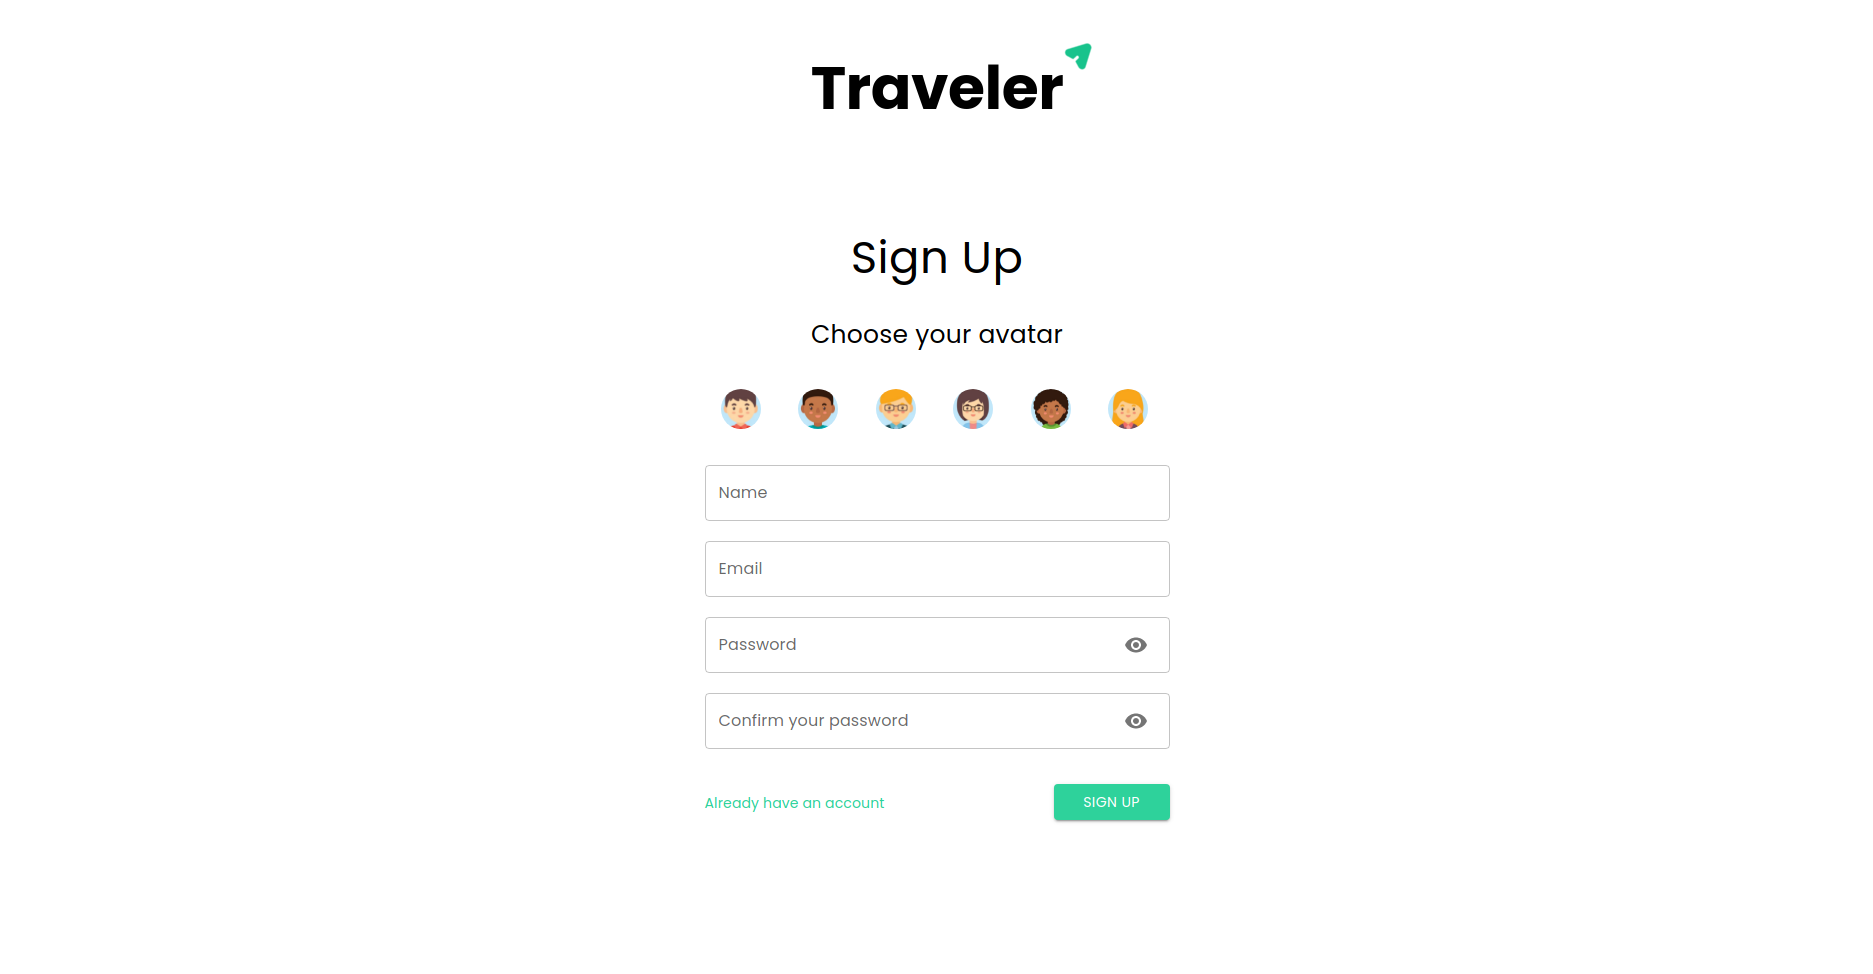 Traveler
Sign Up
Choose your avatar
Name
Email
Password
Confirm your password
Already have an account
SIGN UP